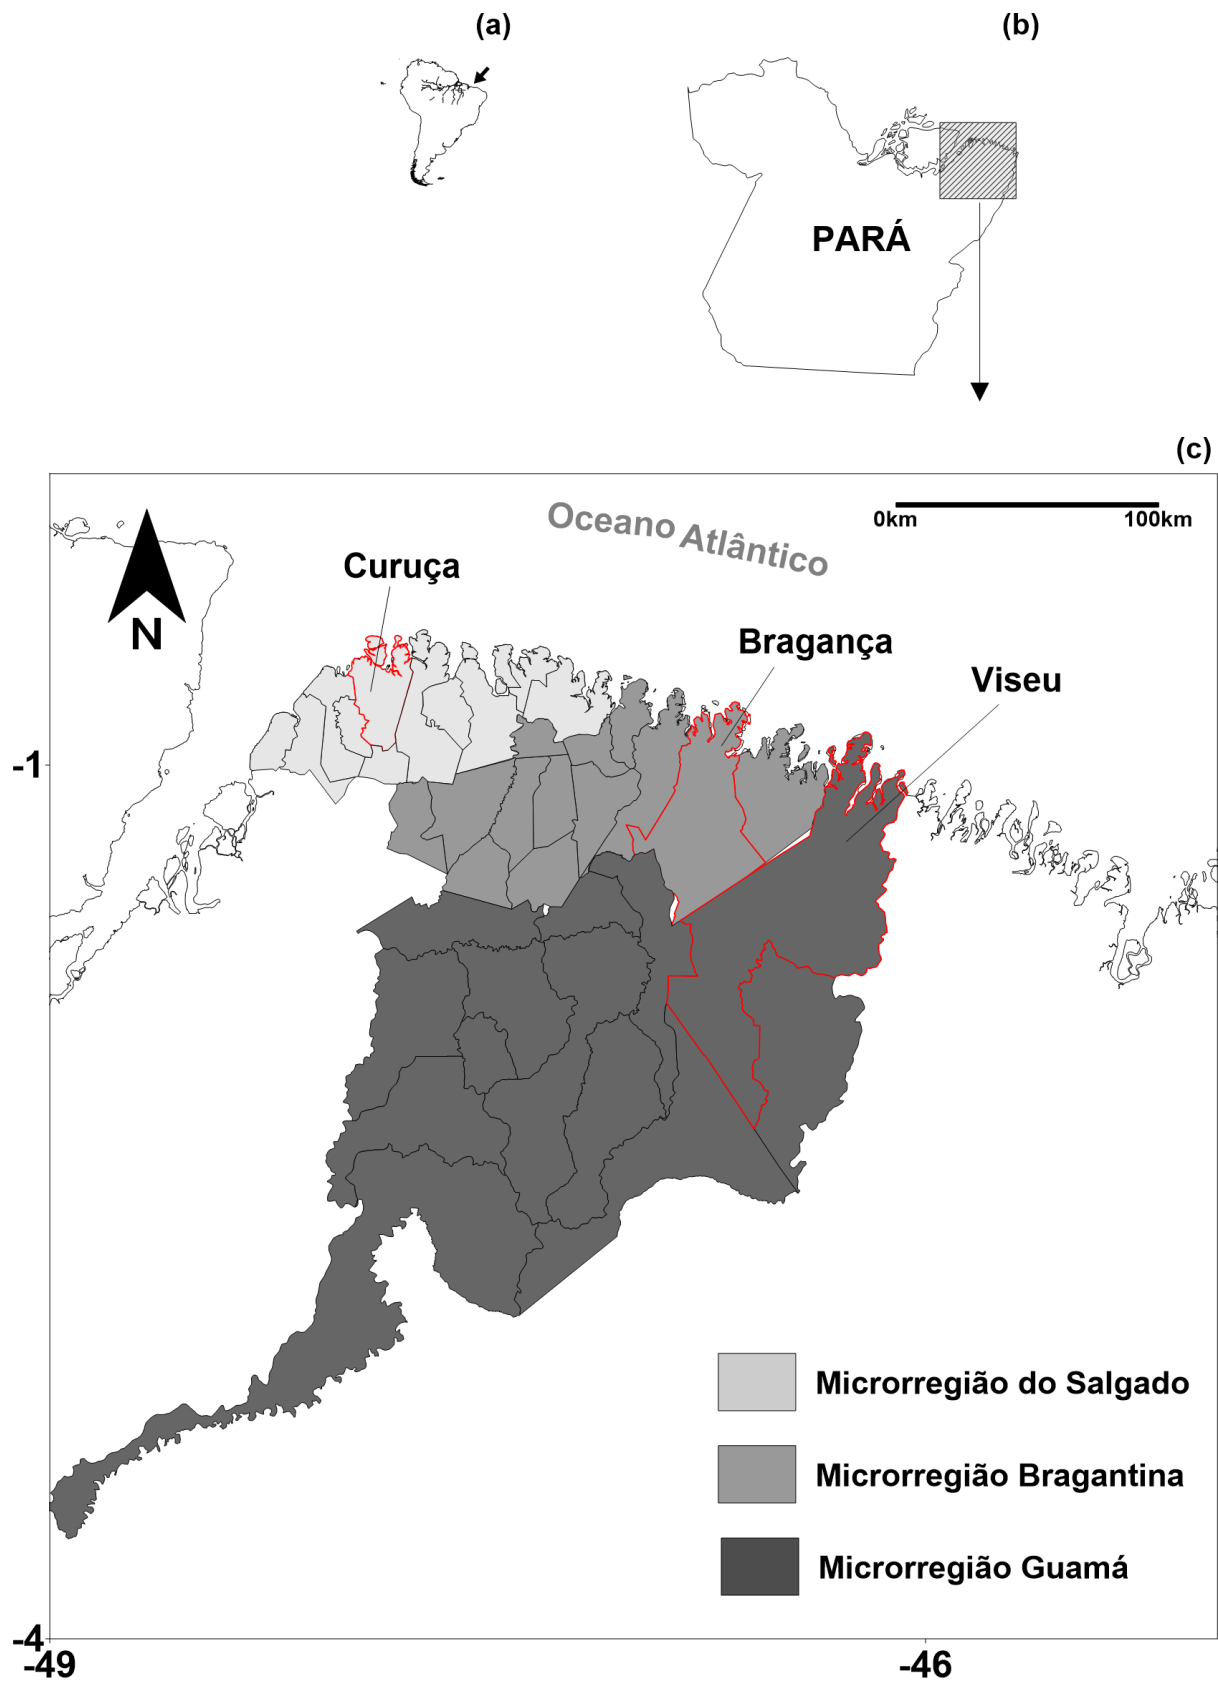 (a)
(b)
PARÁ
(c)
Oceano Atlântico
0km 100km
Curuça
N
Bragança
Viseu
-1
Microrregião do Salgado
Microrregião Bragantina
Microrregião Guamá
-4
-49 -46